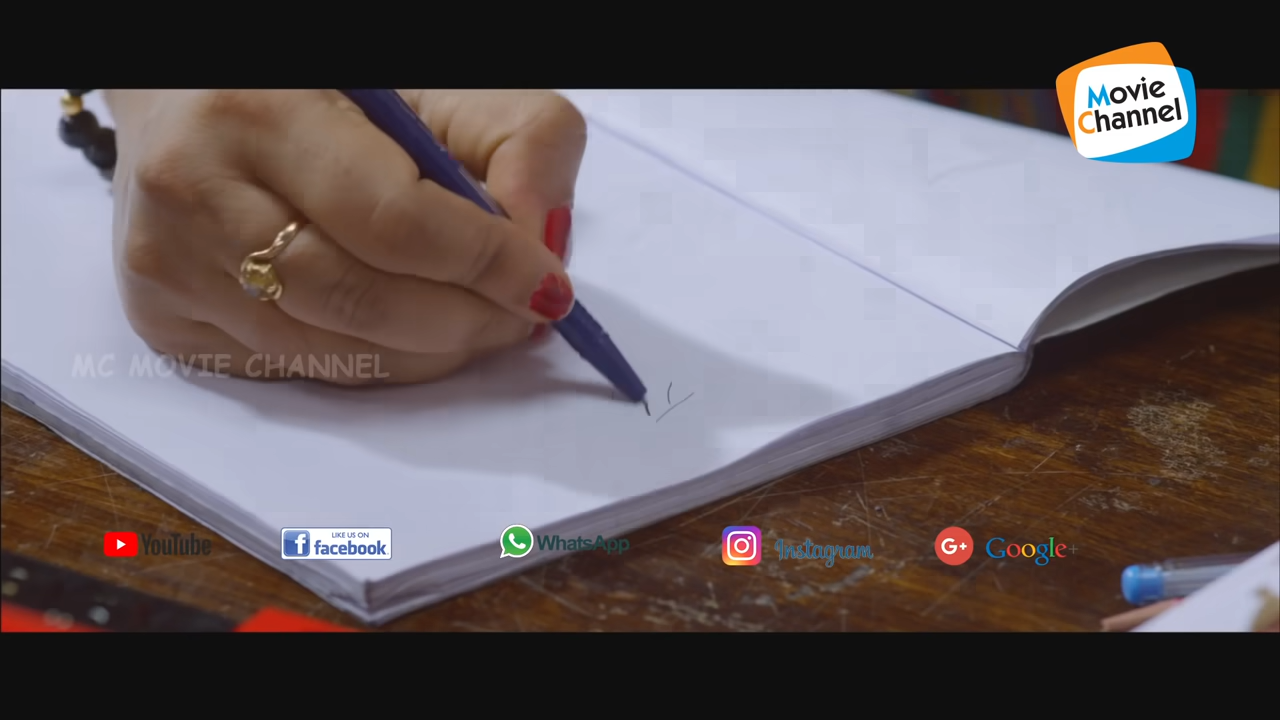 Movie
Channel
MC MOVIE CHANNEL
YouTube
LIKE US ON
facebook
WhatsApp
Instagram
G+ Google+